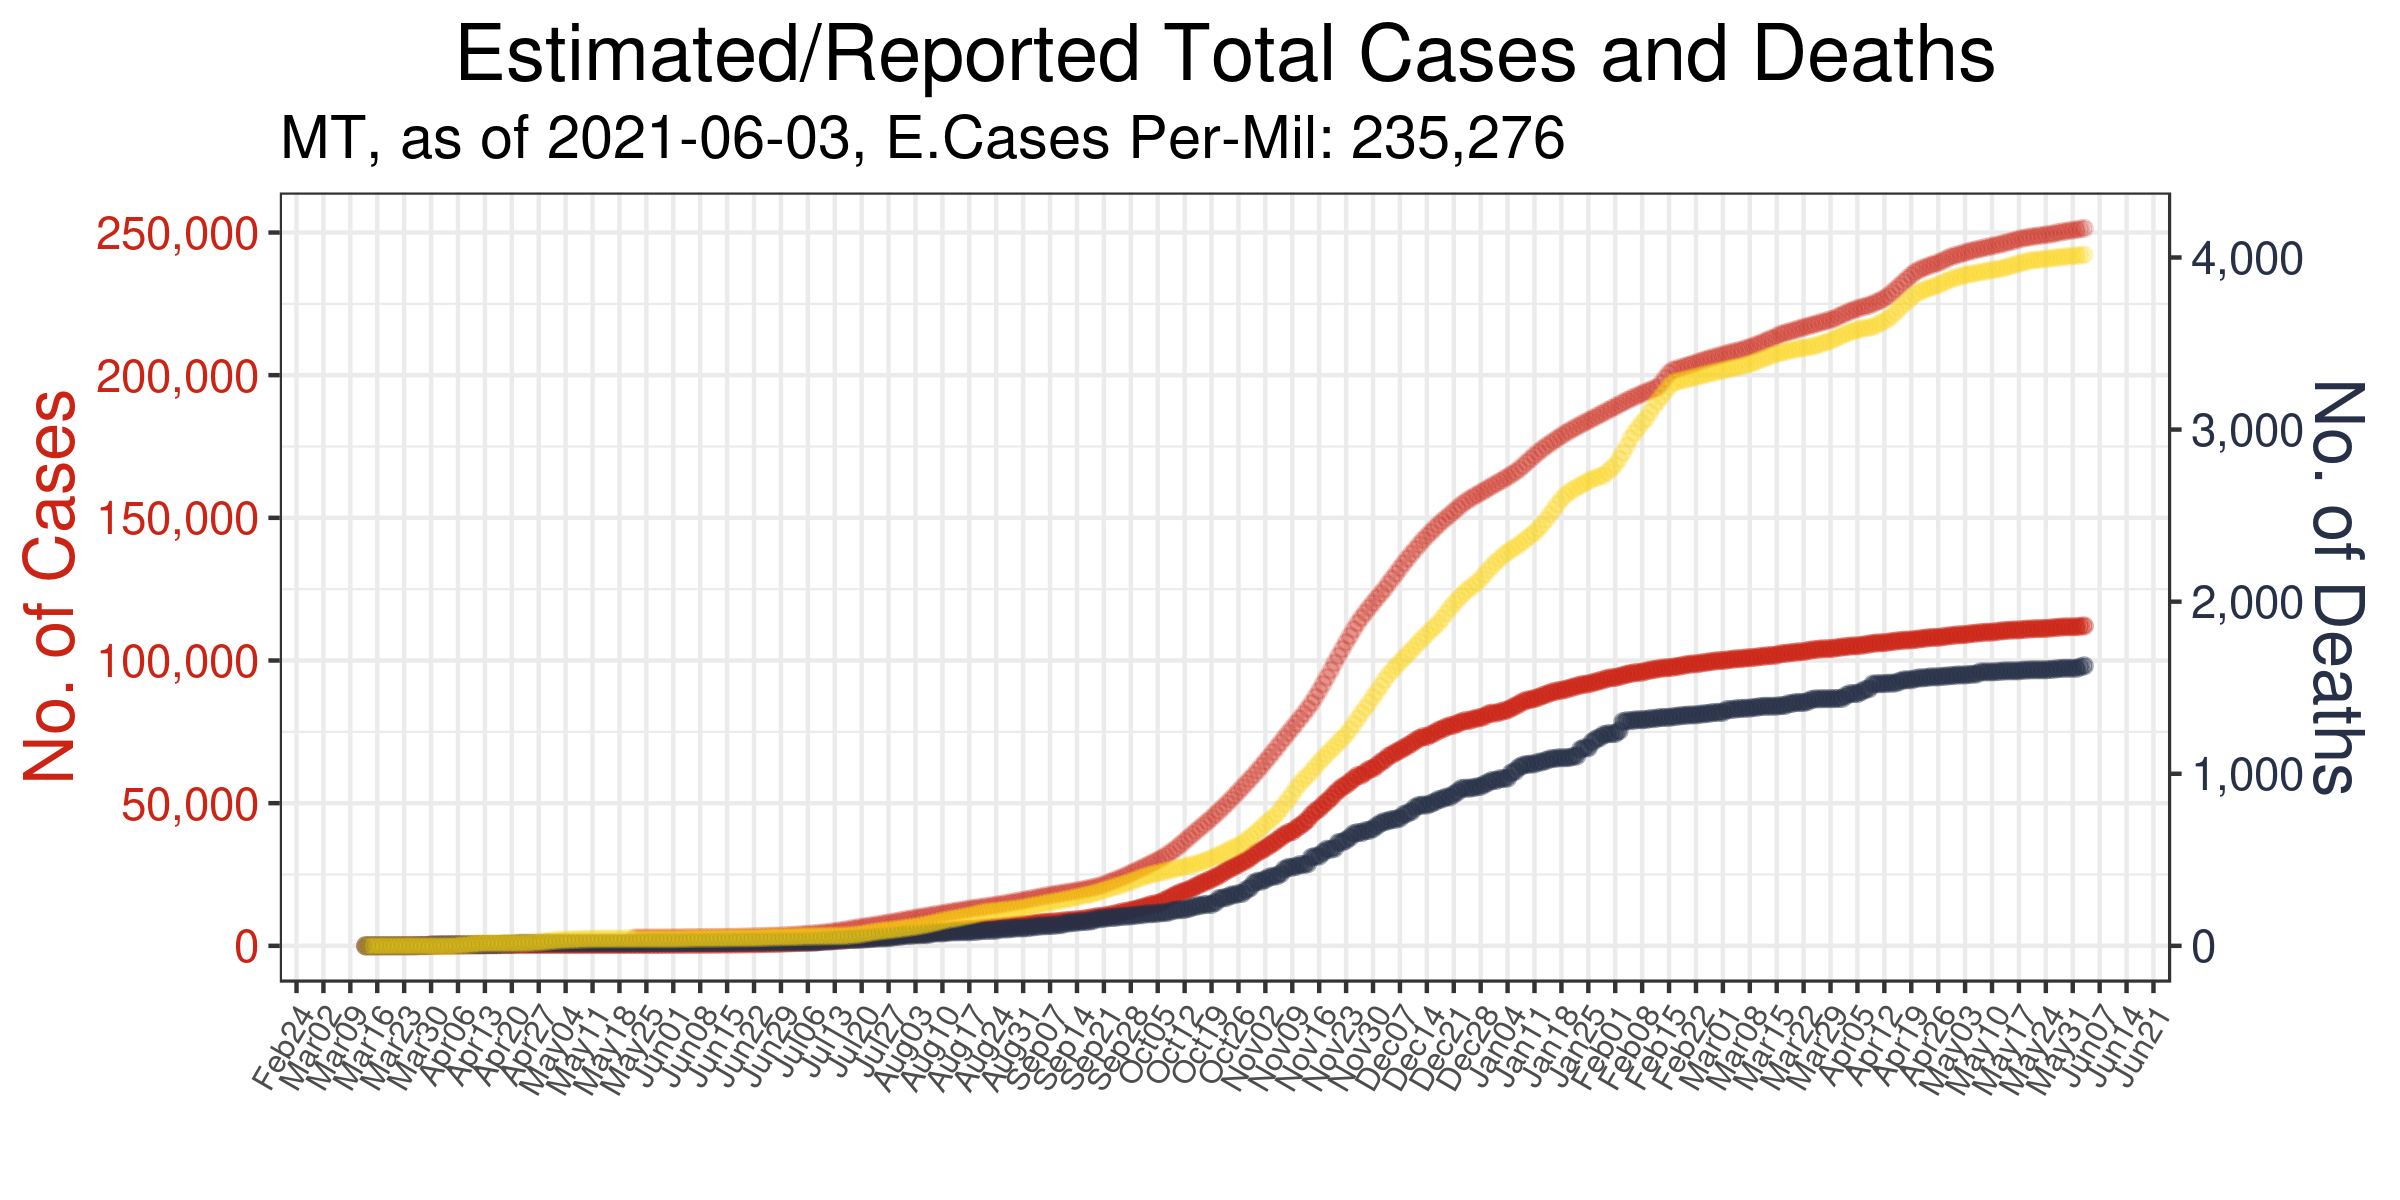 Estimated/Reported Total Cases and Deaths
MT, as of 2021-06-03, E.Cases Per-Mil: 235,276
No. of Cases
250,000
200,000
150,000
100,000
50,000
0
No. of Deaths
4,000
3,000
2,000
1,000
0
Feb24
Mar02
Mar09
Mar16
Mar23
Mar30
Apr06
Apr13
Apr20
Apr27
May04
May11
May18
May25
Jun01
Jun08
Jun15
Jun22
Jun29
Jul06
Jul13
Jul20
Jul27
Aug03
Aug10
Aug17
Aug24
Aug31
Sep07
Sep14
Sep21
Sep28
Oct05
Oct12
Oct19
Oct26
Nov02
Nov09
Nov16
Nov23
Nov30
Dec07
Dec14
Dec21
Dec28
Jan04
Jan11
Jan18
Jan25
Feb01
Feb08
Feb15
Feb22
Mar01
Mar08
Mar15
Mar22
Mar29
Apr05
Apr12
Apr19
Apr26
May03
May10
May17
May24
May31
Jun07
Jun14
Jun21